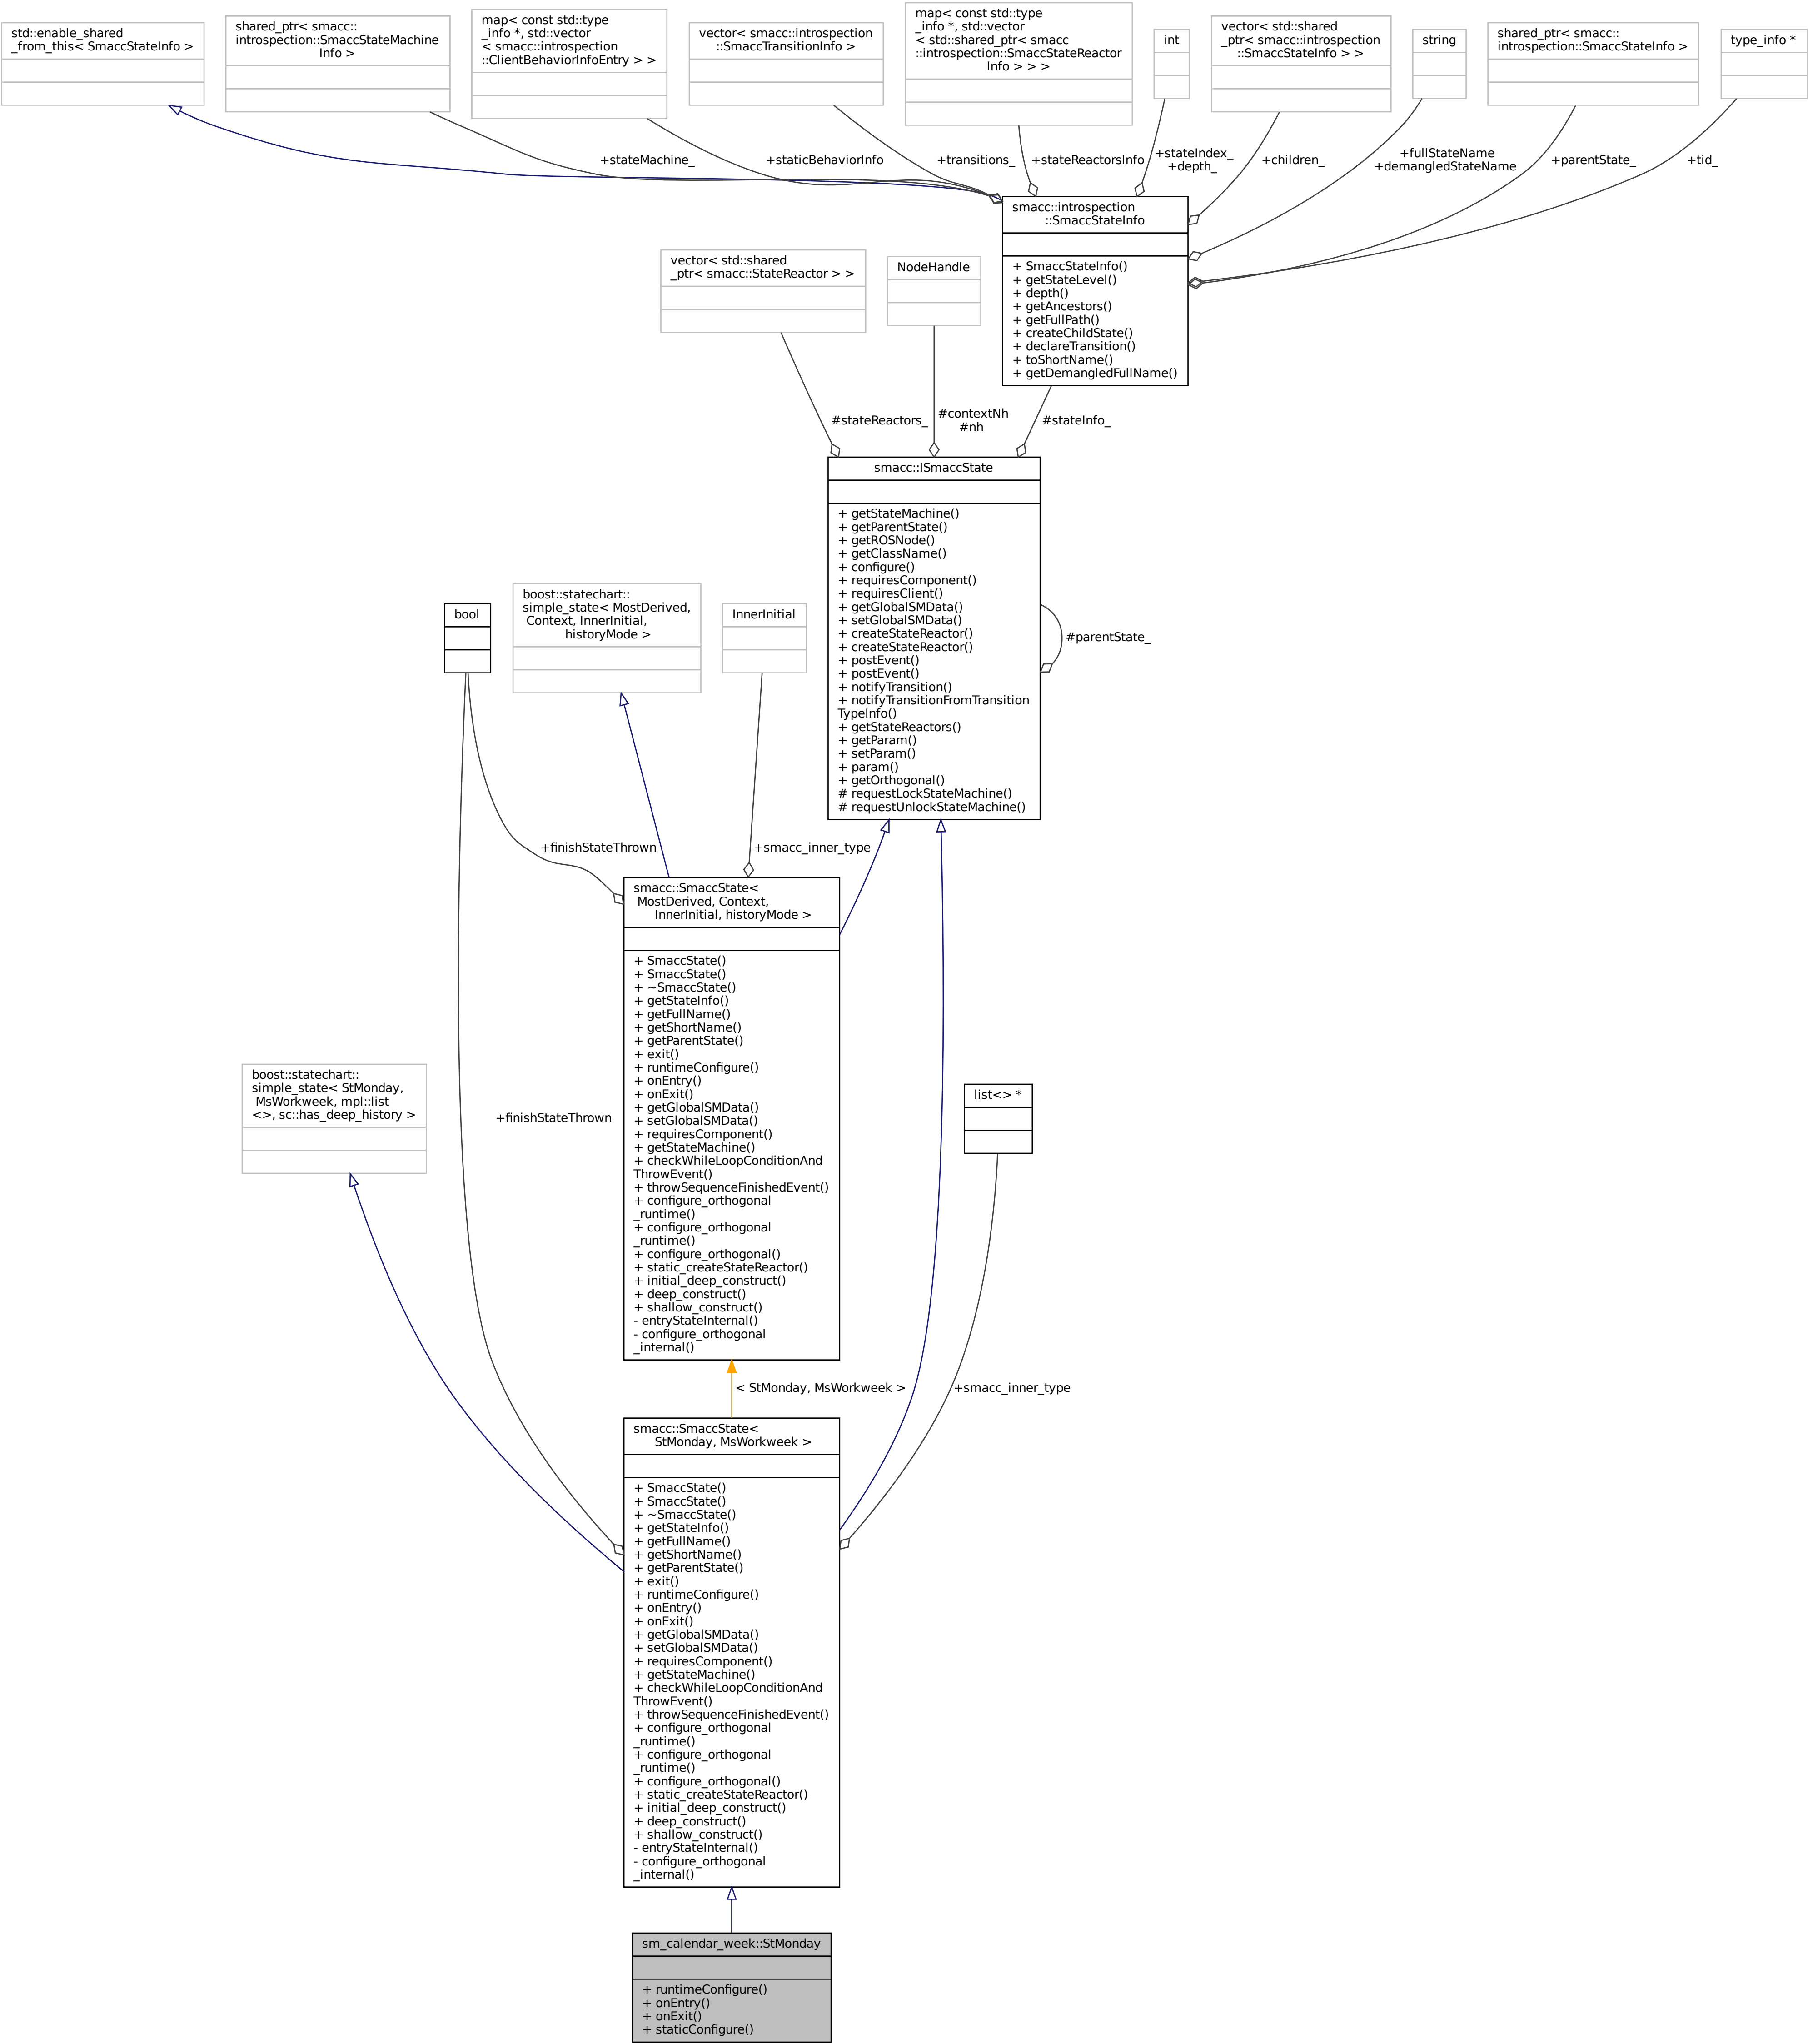 std::enable_shared
_from_this< SmaccStateInfo >
shared_ptr< smacc::
introspection::SmaccStateMachine
Info >
map< const std::type
_info *, std::vector
< smacc::introspection
::ClientBehaviorInfoEntry > >
vector< smacc::introspection
::SmaccTransitionInfo >
map< const std::type
_info *, std::vector
< std::shared_ptr< smacc
::introspection::SmaccStateReactor
Info > > >
int
vector< std::shared
_ptr< smacc::introspection
::SmaccStateInfo > >
string
shared_ptr< smacc::
introspection::SmaccStateInfo >
type_info *
+stateMachine_
+staticBehaviorInfo
+transitions_
+stateReactorsInfo
+stateIndex_
+depth_
+children_
+fullStateName
+demangledStateName
+parentState_
+tid_
smacc::introspection
::SmaccStateInfo
+ SmaccStateInfo()
+ getStateLevel()
+ depth()
+ getAncestors()
+ getFullPath()
+ createChildState()
+ declareTransition()
+ toShortName()
+ getDemangledFullName()
vector< std::shared
_ptr< smacc::StateReactor > >
NodeHandle
#stateReactors_
#contextNh
#nh
#stateInfo_
smacc::ISmaccState
+ getStateMachine()
+ getParentState()
+ getROSNode()
+ getClassName()
+ configure()
+ requiresComponent()
+ requiresClient()
+ getGlobalSMData()
+ setGlobalSMData()
+ createStateReactor()
+ createStateReactor()
+ postEvent()
+ postEvent()
+ notifyTransition()
+ notifyTransitionFromTransition
TypeInfo()
+ getStateReactors()
+ getParam()
+ setParam()
+ param()
+ getOrthogonal()
# requestLockStateMachine()
# requestUnlockStateMachine()
#parentState_
bool
boost::statechart::
simple_state< MostDerived,
Context, InnerInitial,
historyMode >
InnerInitial
+finishStateThrown
+smacc_inner_type
smacc::SmaccState<
MostDerived, Context,
InnerInitial, historyMode >
+ SmaccState()
+ SmaccState()
+ ~SmaccState()
+ getStateInfo()
+ getFullName()
+ getShortName()
+ getParentState()
+ exit()
+ runtimeConfigure()
+ onEntry()
+ onExit()
+ getGlobalSMData()
+ setGlobalSMData()
+ requiresComponent()
+ getStateMachine()
+ checkWhileLoopConditionAnd
ThrowEvent()
+ throwSequenceFinishedEvent()
+ configure_orthogonal
_runtime()
+ configure_orthogonal
_runtime()
+ configure_orthogonal()
+ static_createStateReactor()
+ initial_deep_construct()
+ deep_construct()
+ shallow_construct()
- entryStateInternal()
- configure_orthogonal
_internal()
boost::statechart::
simple_state< StMonday,
MsWorkweek, mpl::list
<>, sc::has_deep_history >
+finishStateThrown
list<> *
< StMonday, MsWorkweek >
+smacc_inner_type
smacc::SmaccState<
StMonday, MsWorkweek >
+ SmaccState()
+ SmaccState()
+ ~SmaccState()
+ getStateInfo()
+ getFullName()
+ getShortName()
+ getParentState()
+ exit()
+ runtimeConfigure()
+ onEntry()
+ onExit()
+ getGlobalSMData()
+ setGlobalSMData()
+ requiresComponent()
+ getStateMachine()
+ checkWhileLoopConditionAnd
ThrowEvent()
+ throwSequenceFinishedEvent()
+ configure_orthogonal
_runtime()
+ configure_orthogonal
_runtime()
+ configure_orthogonal()
+ static_createStateReactor()
+ initial_deep_construct()
+ deep_construct()
+ shallow_construct()
- entryStateInternal()
- configure_orthogonal
_internal()
sm_calendar_week::StMonday
+ runtimeConfigure()
+ onEntry()
+ onExit()
+ staticConfigure()